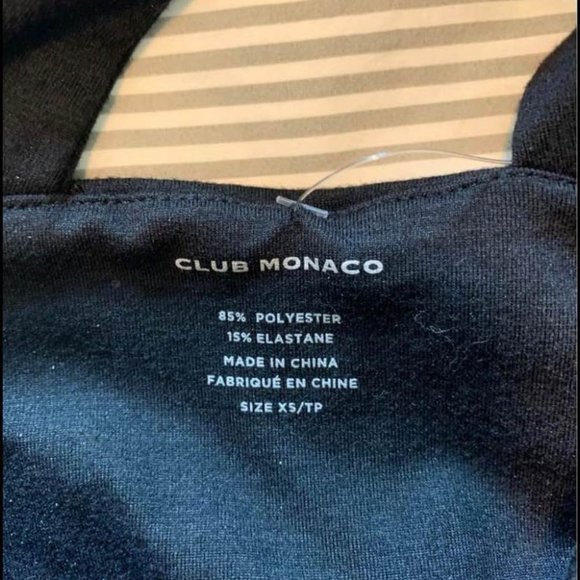 CLUB MONACO
85% POLYESTER
15% ELASTANE
MADE IN CHINA
FABRIQUÉ EN CHINE
SIZE XS/TP